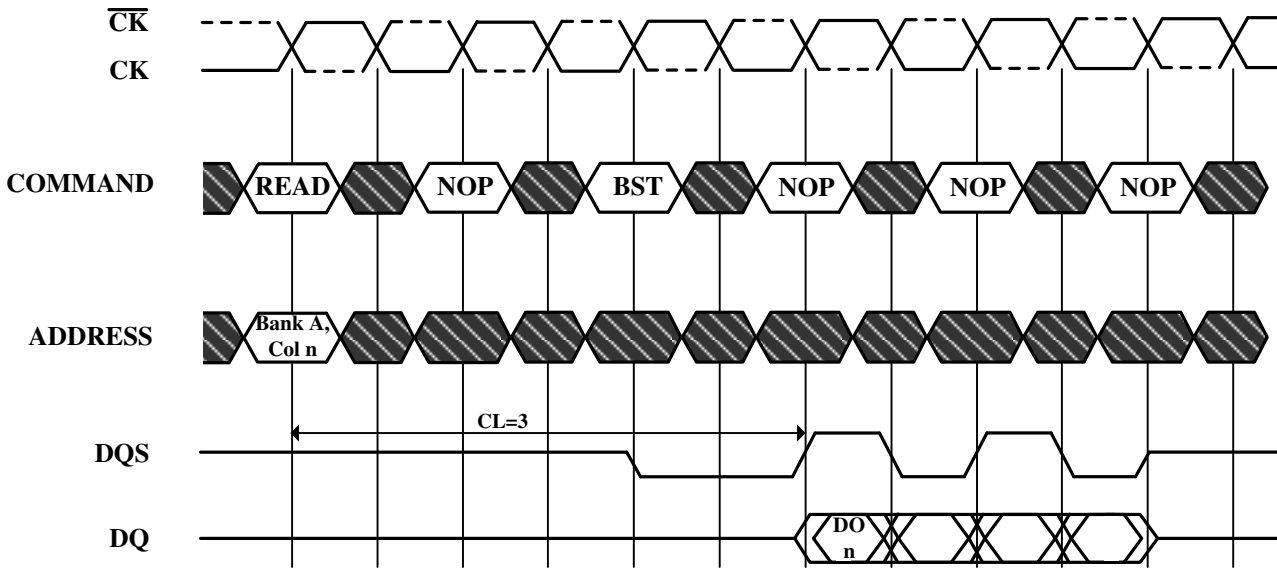 CK
CK
COMMAND
READ NOP BST NOP NOP NOP
ADDRESS
Bank A,
Col n
CL=3
DQS
DQ
DO
n